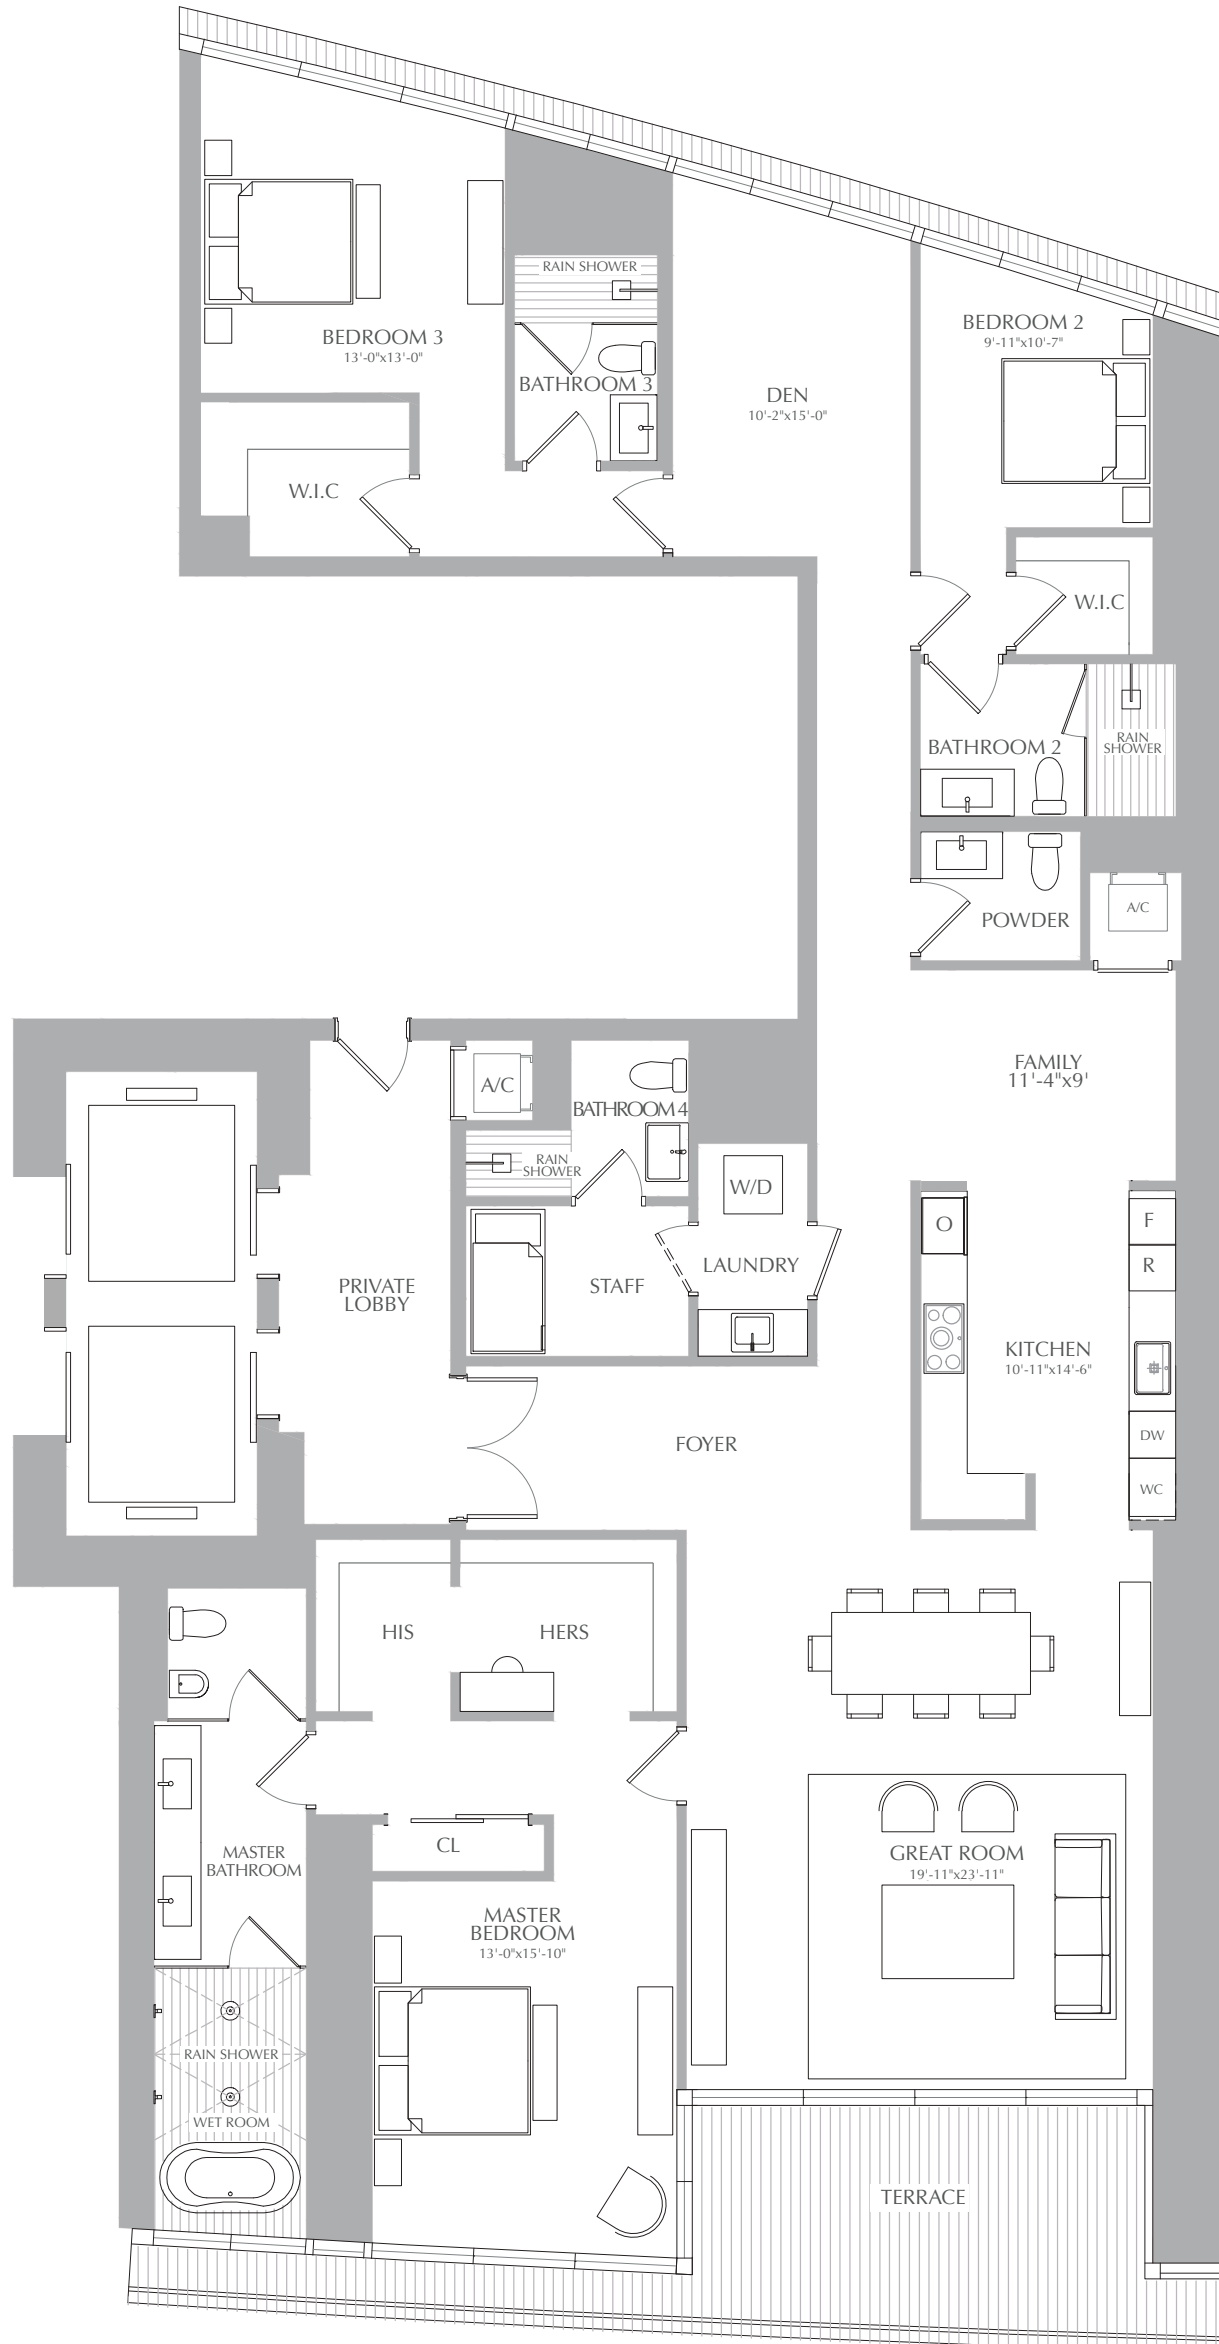 RAIN SHOWER
BEDROOM 3
13'-0"x13'-0"
BATHROOM 3
BEDROOM 2
9'-11"x10'-7"
DEN
10'-2"x15'-0"
W.I.C
W.I.C
BATHROOM 2
RAIN
SHOWER
POWDER
A/C
FAMILY
11'-4"x9'
A/C
BATHROOM 4
RAIN
SHOWER
W/D
LAUNDRY
STAFF
PRIVATE
LOBBY
O
F
R
KITCHEN
10'-11"x14'-6"
DW
WC
FOYER
HIS
HERS
CL
MASTER
BATHROOM
GREAT ROOM
19'-11"x23'-11"
MASTER
BEDROOM
13'-0"x15'-10"
RAIN SHOWER
WET ROOM
TERRACE